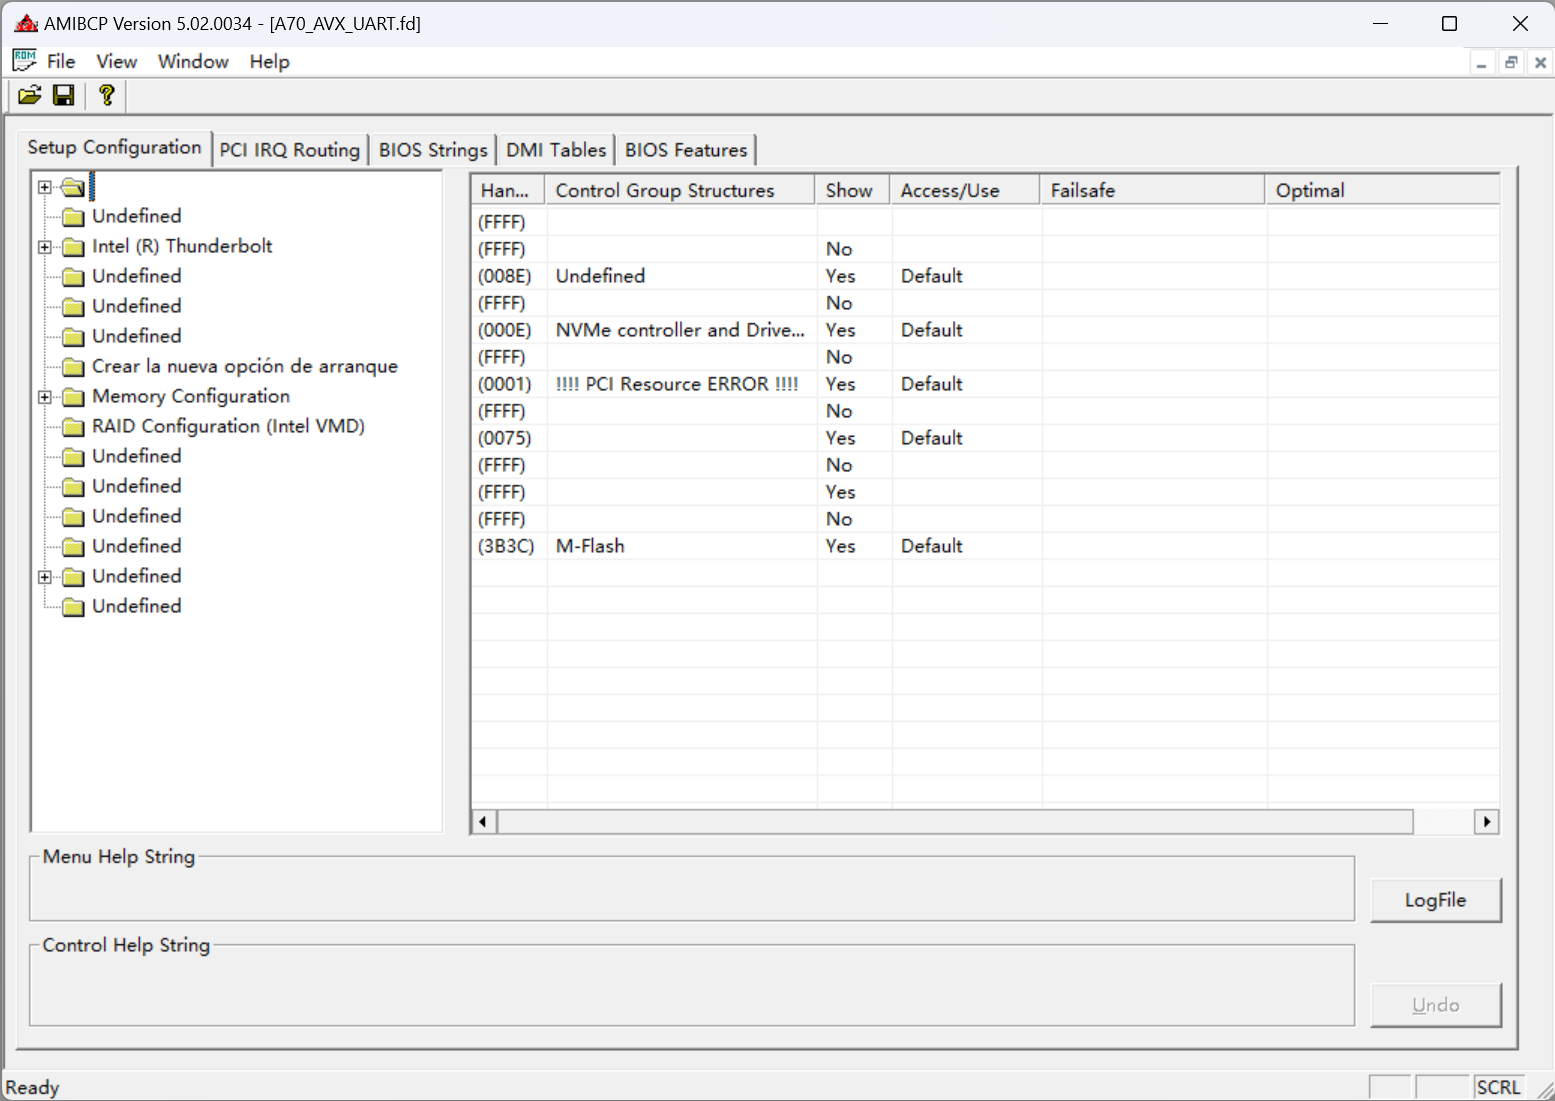 AMIBCP Version 5.02.0034 - [A70_AVX_UART.fd]
ROM File View Window Help
Setup Configuration PCI IRQ Routing BIOS Strings DMI Tables BIOS Features
Undefined
Intel (R) Thunderbolt
Undefined
Undefined
Undefined
Crear la nueva opción de arranque
Memory Configuration
RAID Configuration (Intel VMD)
Undefined
Undefined
Undefined
Undefined
Undefined
Undefined
Han... Control Group Structures Show Access/Use Failsafe Optimal
(FFFF)
(FFFF) No
(008E) Undefined Yes Default
(FFFF) No
(000E) NVMe controller and Drive... Yes Default
(FFFF) No
(0001) !!!! PCI Resource ERROR !!!! Yes Default
(FFFF) No
(0075) Yes Default
(FFFF) No
(FFFF) Yes
(FFFF) No
(3B3C) M-Flash Yes Default
Menu Help String
LogFile
Control Help String
Undo
Ready SCRL